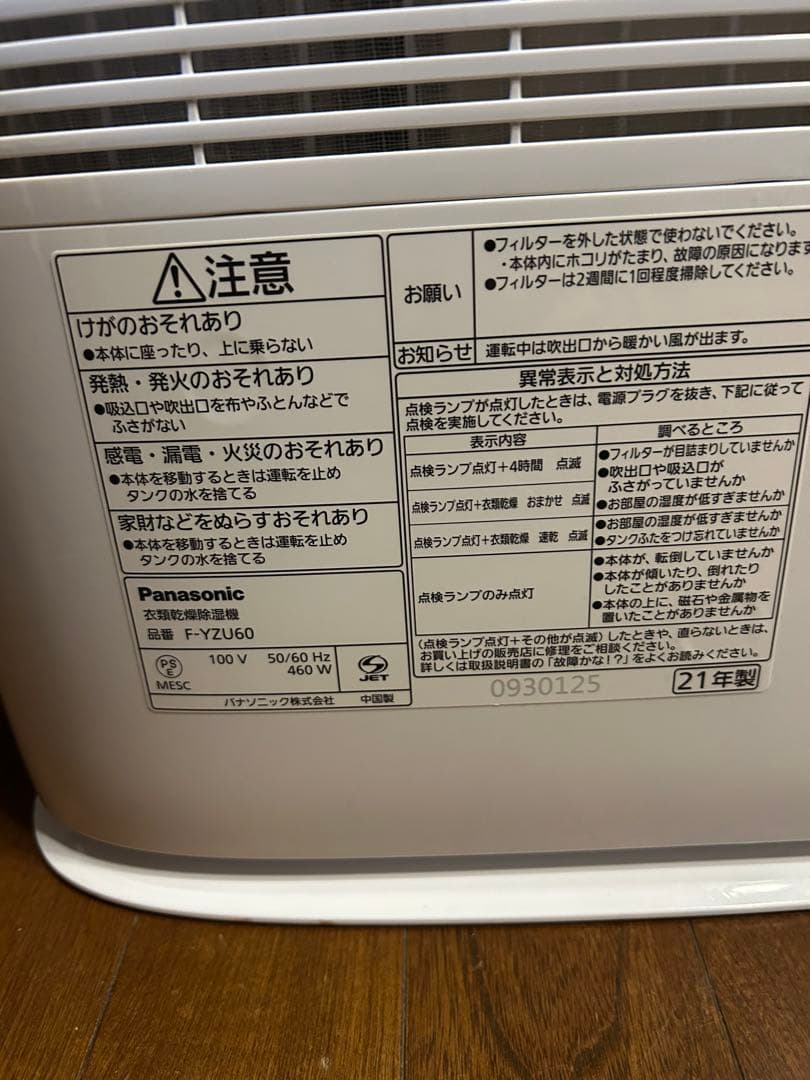 注意
けがのおそれあり
●本体に座ったり、上に乗らない
発熱・発火のおそれあり
●吸込口や吹出口を布やふとんなどで
ふさがない
感電・漏電・火災のおそれあり
●本体を移動するときは運転を止め
タンクの水を捨てる
家財などをぬらすおそれあり
●本体を移動するときは運転を止め
タンクの水を捨てる
Panasonic
衣類乾燥除湿機
品番 F-YZU60
PS
E
MESC
100 V 50/60 Hz
460 W
S
JET
パナソニック株式会社 中国製
お願い
●フィルターを外した状態で使わないでください。
・本体内にホコリがたまり、故障の原因になります
●フィルターは2週間に1回程度掃除してください。
お知らせ
運転中は吹出口から暖かい風が出ます。
異常表示と対処方法
点検ランプが点灯したときは、電源プラグを抜き、下記に従って
点検を実施してください。
表示内容 調べるところ
点検ランプ点灯+4時間 点滅
●フィルターが目詰まりしていませんか
●吹出口や吸込口が
ふさがっていませんか
点検ランプ点灯+衣類乾燥 おまかせ 点滅
●お部屋の湿度が低すぎませんか
点検ランプ点灯+衣類乾燥 速乾 点滅
●お部屋の湿度が低すぎませんか
●タンクふたをつけ忘れていませんか
点検ランプのみ点灯
●本体が、転倒していませんか
●本体が傾いたり、倒れたり
したことがありませんか
●本体の上に、磁石や金属物を
置いたことがありませんか
(点検ランプ点灯+その他が点滅)したときや、直らないときは、
お買い上げの販売店に修理をご相談ください。
詳しくは取扱説明書の「故障かな!?」をよくお読みください。
0930125
21年製